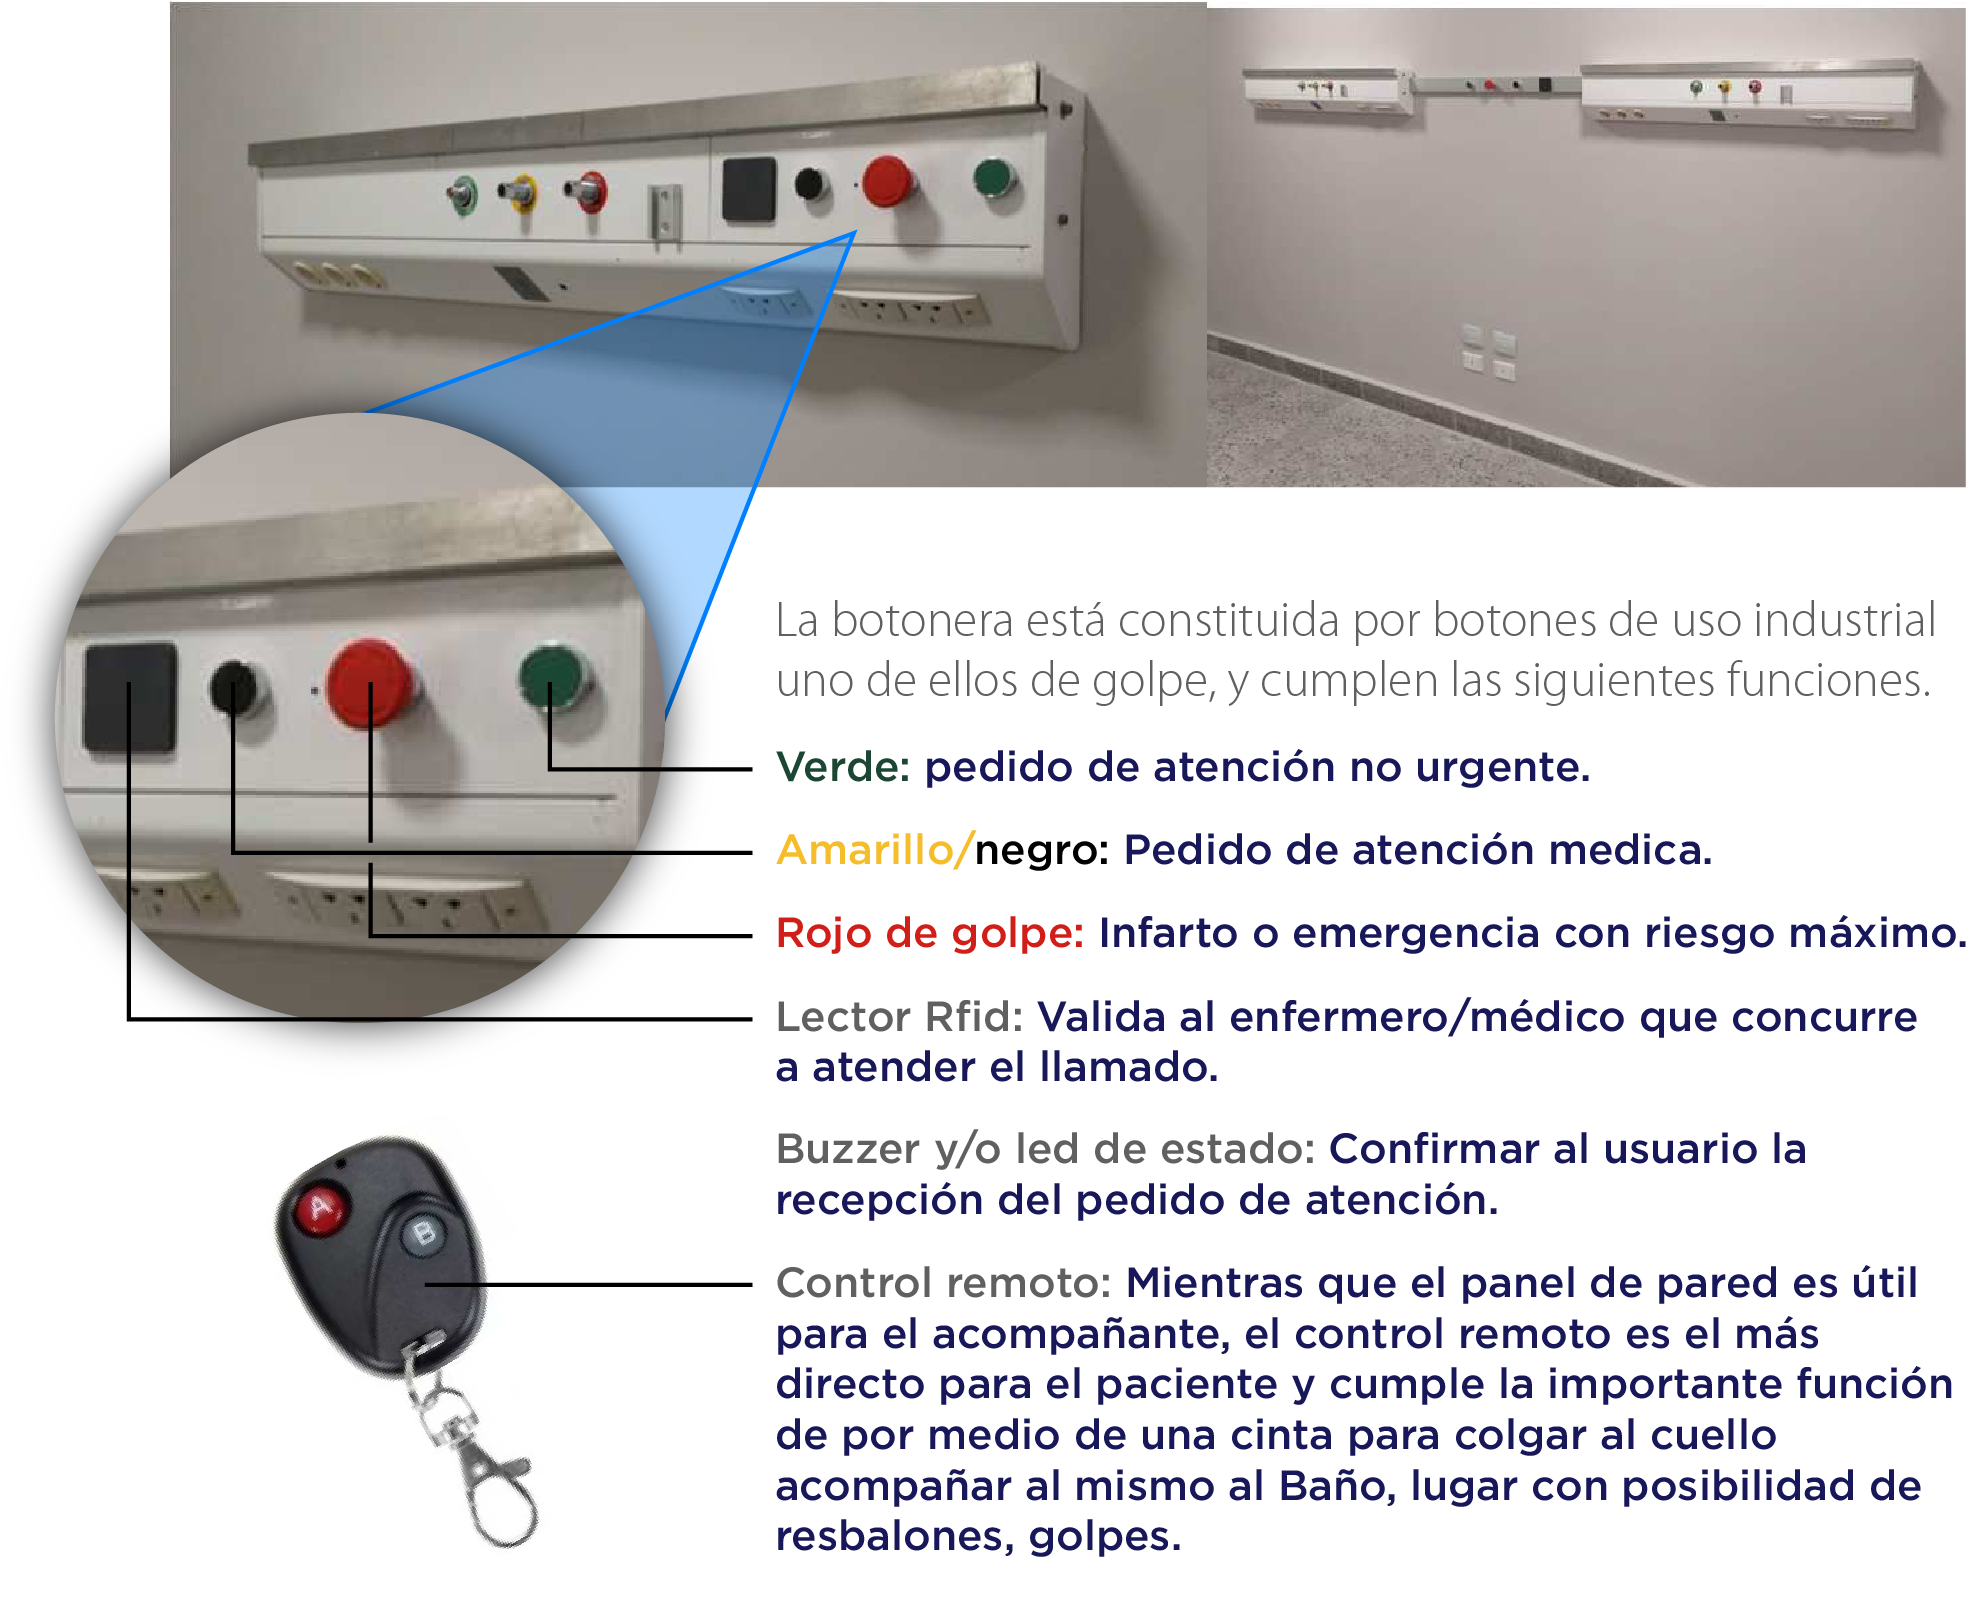 La botonera está constituida por botones de uso industrial
uno de ellos de golpe, y cumplen las siguientes funciones.
Verde: pedido de atención no urgente.
Amarillo/negro: Pedido de atención medica.
Rojo de golpe: Infarto o emergencia con riesgo máximo.
Lector Rfid: Valida al enfermero/médico que concurre
a atender el llamado.
Buzzer y/o led de estado: Confirmar al usuario la
recepción del pedido de atención.
A
B
Control remoto: Mientras que el panel de pared es útil
para el acompañante, el control remoto es el más
directo para el paciente y cumple la importante función
de por medio de una cinta para colgar al cuello
acompañar al mismo al Baño, lugar con posibilidad de
resbalones, golpes.